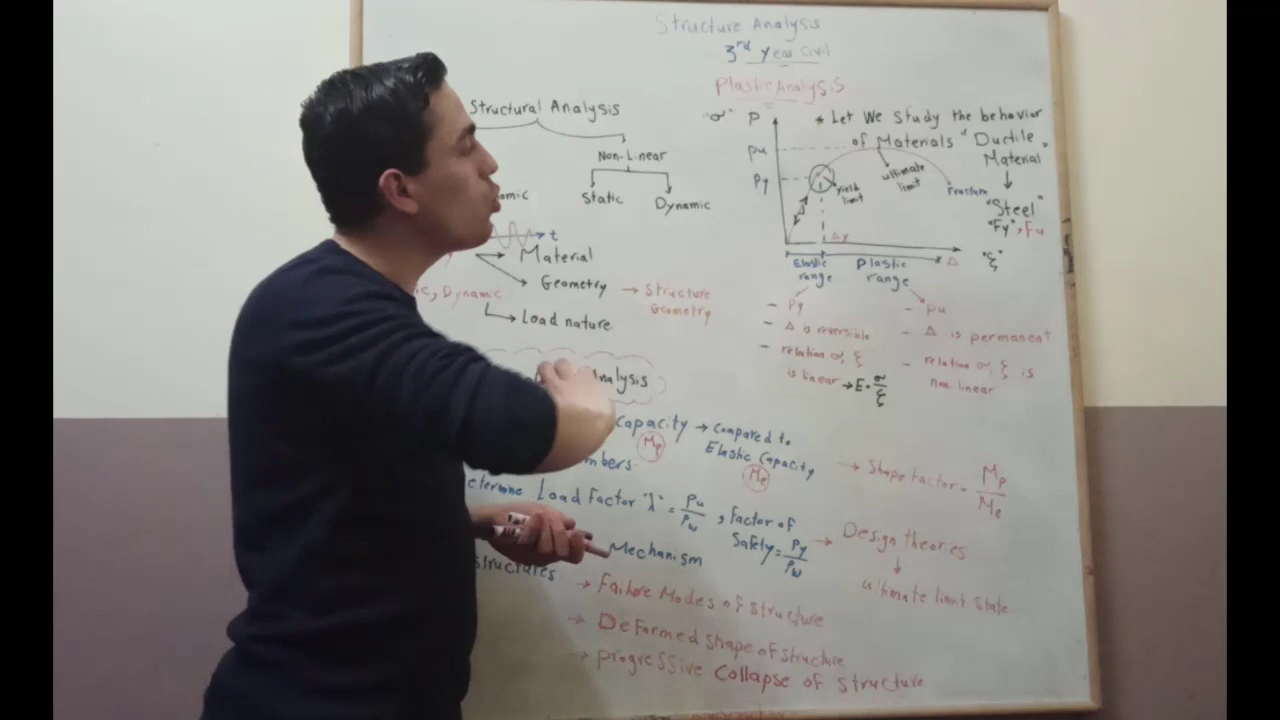 Structure Analysis
3rd Year Civil
Plastic Analysis
Structural Analysis
Non-Linear
Static
Dynamic
t
Material
Geometry → Structure Geometry
Dynamic
Load nature
Analysis
"σ" P
Pu
Py
* Let We Study the behavior
of Materials "Ductile
Material"
"Steel"
"Fy", Fu
yield limit
ultimate limit
Fracture
Δy
Δ
"ξ"
Elastic range
Plastic range
- Py
- Δ is reversible
- relation σ, ξ
is linear → E = σ/ξ
- Pu
- Δ is permanent
- relation σ, ξ is
non linear
capacity → compared to
Elastic Capacity
Mp
Me
→ Shape factor = Mp/Me
Load Factor "λ" = Pu/Pw, Factor of
Safety = Py/Pw → Design theories
ultimate limit state
Mechanism
structures → Failure Modes of structure
→ Deformed shape of structure
→ progressive collapse of structure